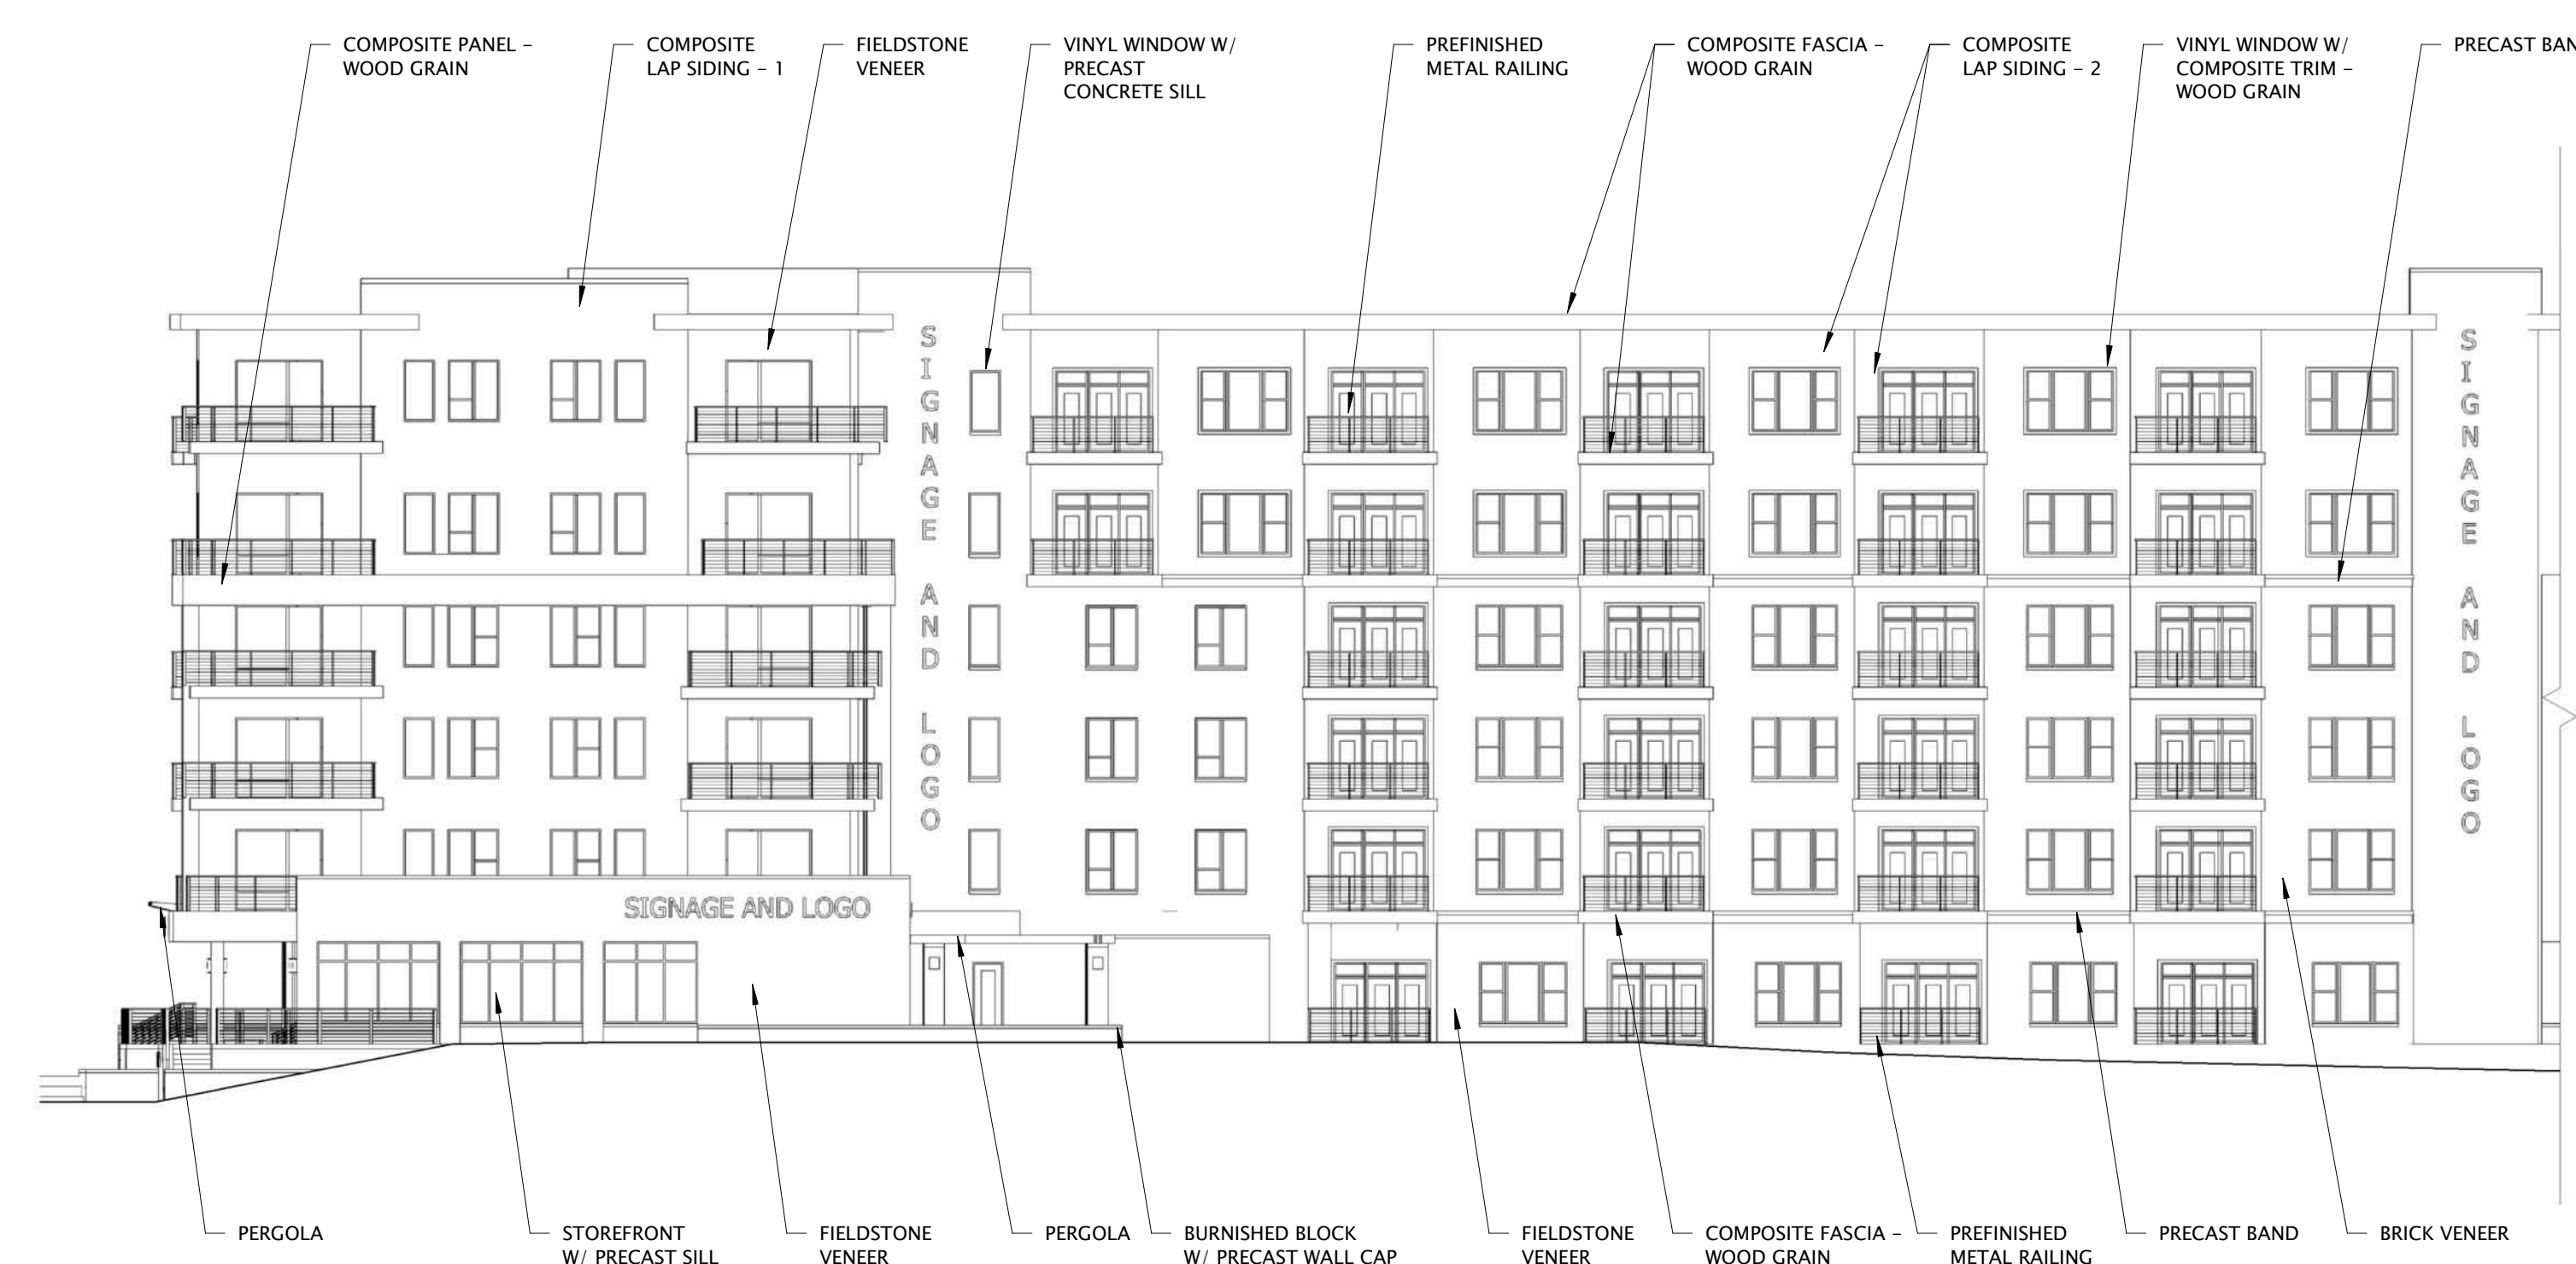 COMPOSITE PANEL –
WOOD GRAIN
COMPOSITE
LAP SIDING – 1
FIELDSTONE
VENEER
VINYL WINDOW W/
PRECAST
CONCRETE SILL
PREFINISHED
METAL RAILING
COMPOSITE FASCIA –
WOOD GRAIN
COMPOSITE
LAP SIDING – 2
VINYL WINDOW W/
COMPOSITE TRIM –
WOOD GRAIN
PRECAST BAN
SIGNAGE AND LOGO
SIGNAGE AND LOGO
SIGNAGE AND LOGO
PERGOLA
STOREFRONT
W/ PRECAST SILL
FIELDSTONE
VENEER
PERGOLA
BURNISHED BLOCK
W/ PRECAST WALL CAP
FIELDSTONE
VENEER
COMPOSITE FASCIA –
WOOD GRAIN
PREFINISHED
METAL RAILING
PRECAST BAND
BRICK VENEER